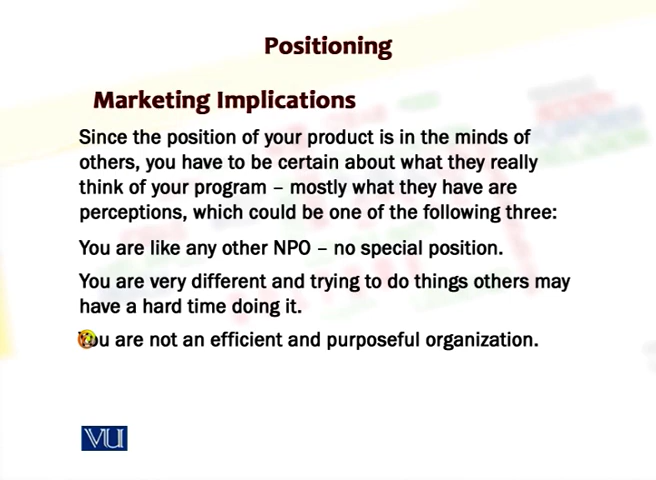 Positioning
Marketing Implications
Since the position of your product is in the minds of
others, you have to be certain about what they really
think of your program – mostly what they have are
perceptions, which could be one of the following three:
You are like any other NPO – no special position.
You are very different and trying to do things others may
have a hard time doing it.
You are not an efficient and purposeful organization.
VU